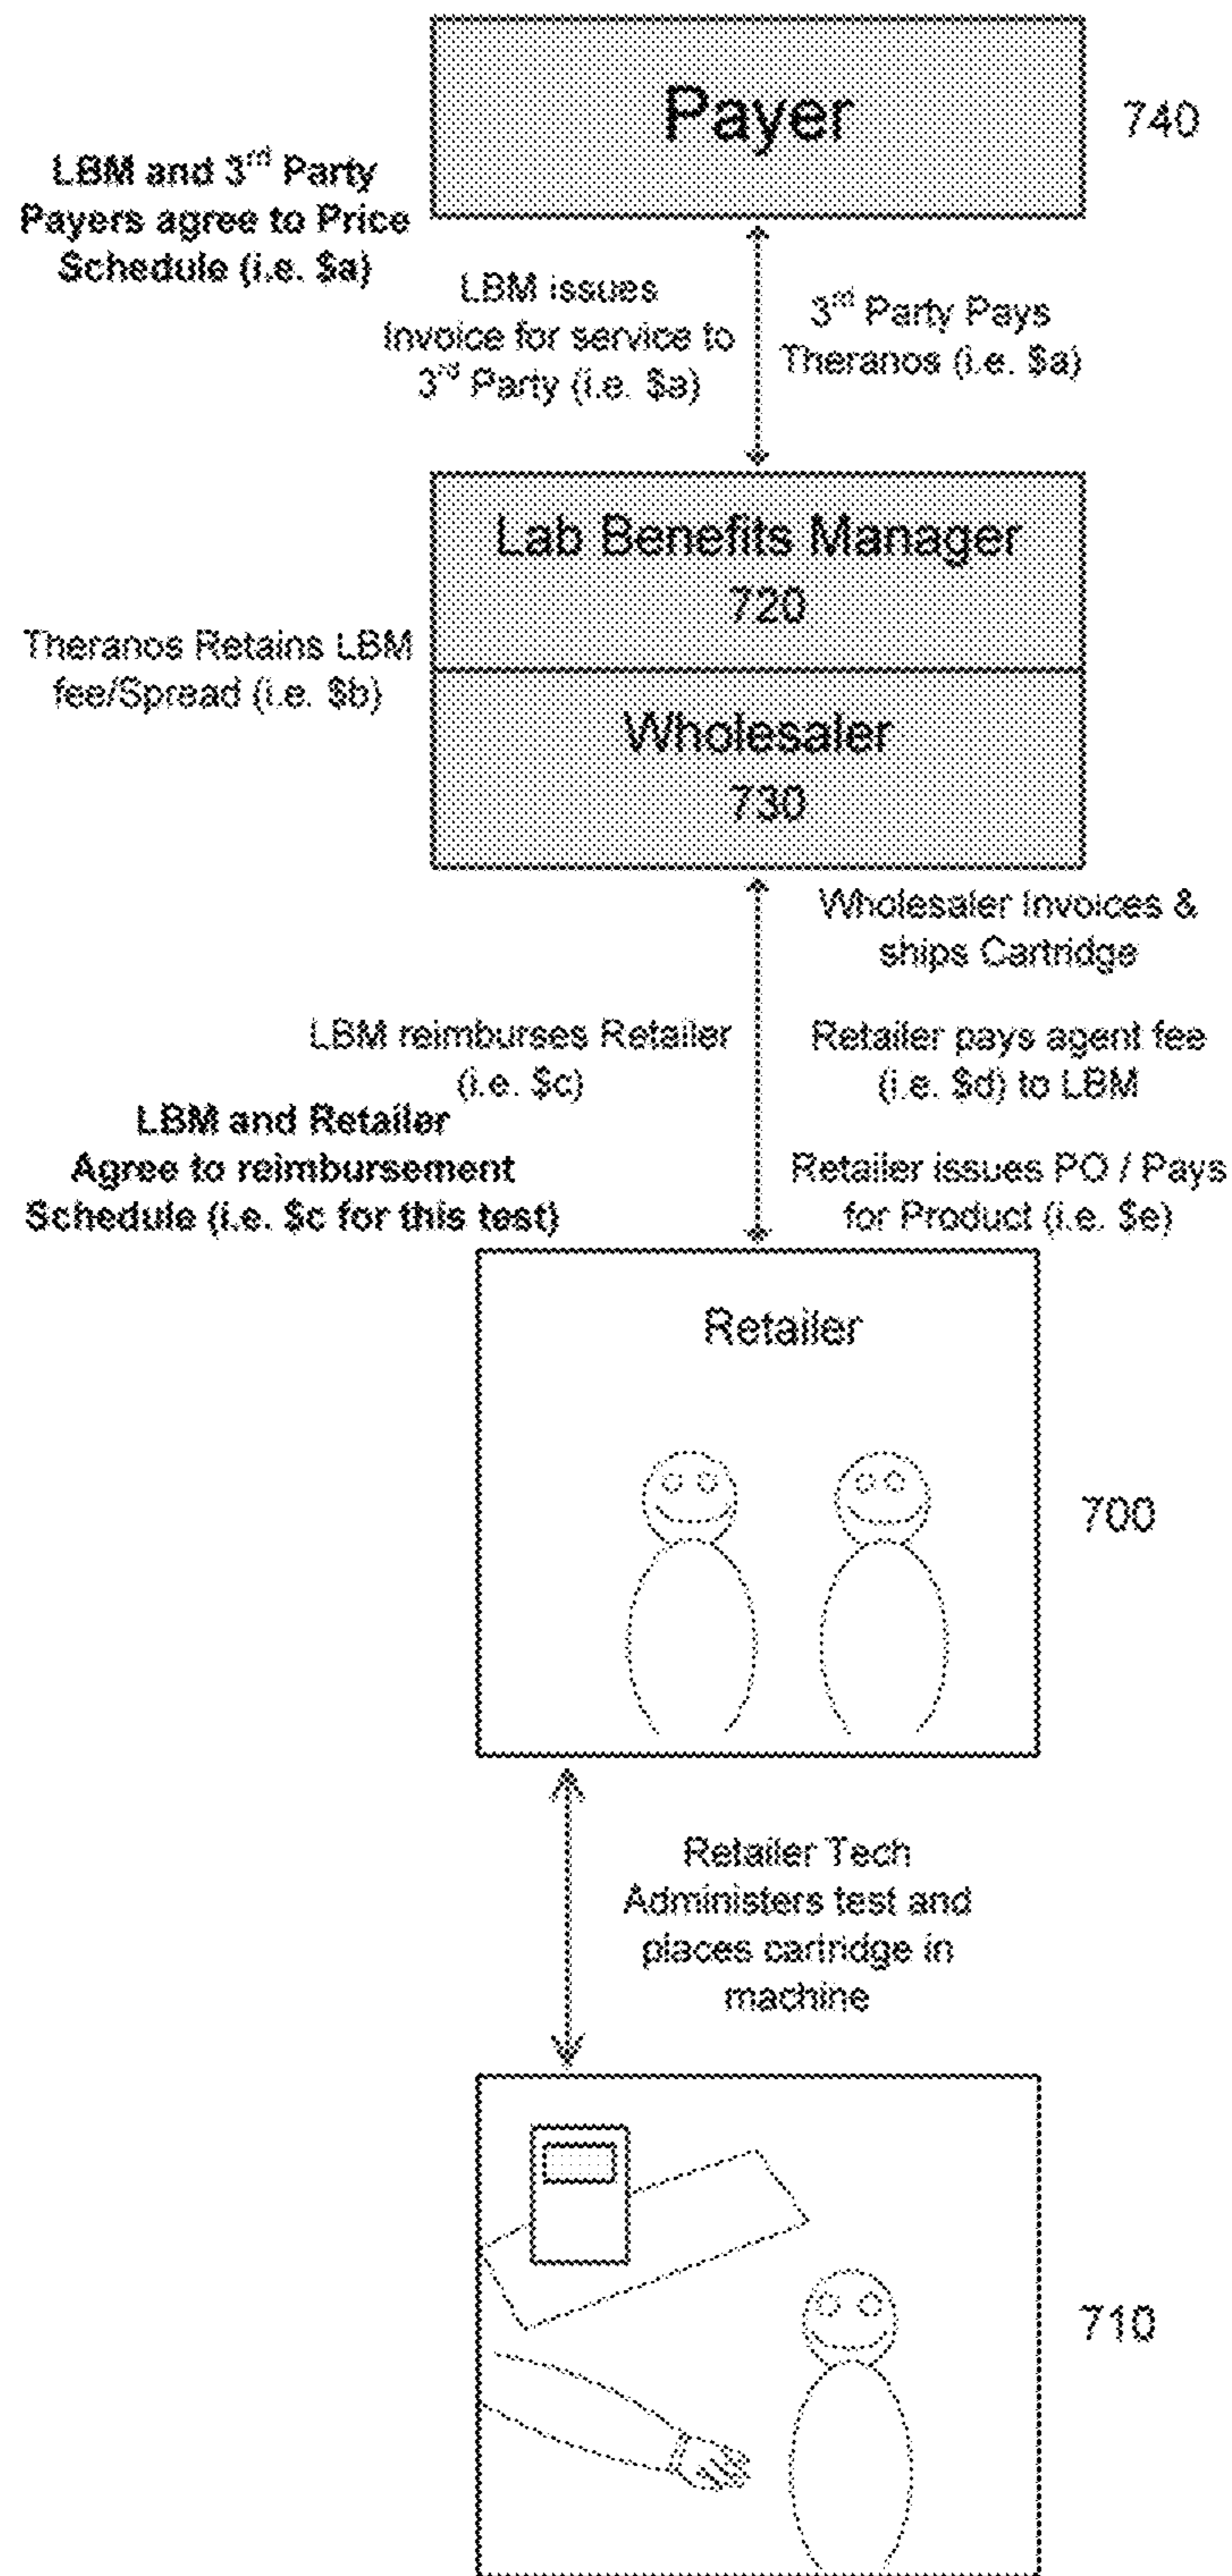 Payer
740
LBM and 3rd Party
Payers agree to Price
Schedule (i.e. $a)
LBM issues
Invoice for service to
3rd Party (i.e. $a)
3rd Party Pays
Theranos (i.e. $a)
Lab Benefits Manager
720
Theranos Retains LBM
fee/Spread (i.e. $b)
Wholesaler
730
Wholesaler Invoices &
ships Cartridge
LBM reimburses Retailer
(i.e. $c)
Retailer pays agent fee
(i.e. $d) to LBM
LBM and Retailer
Agree to reimbursement
Schedule (i.e. $c for this test)
Retailer issues PO / Pays
for Product (i.e. $e)
Retailer
700
Retailer Tech
Administers test and
places cartridge in
machine
710